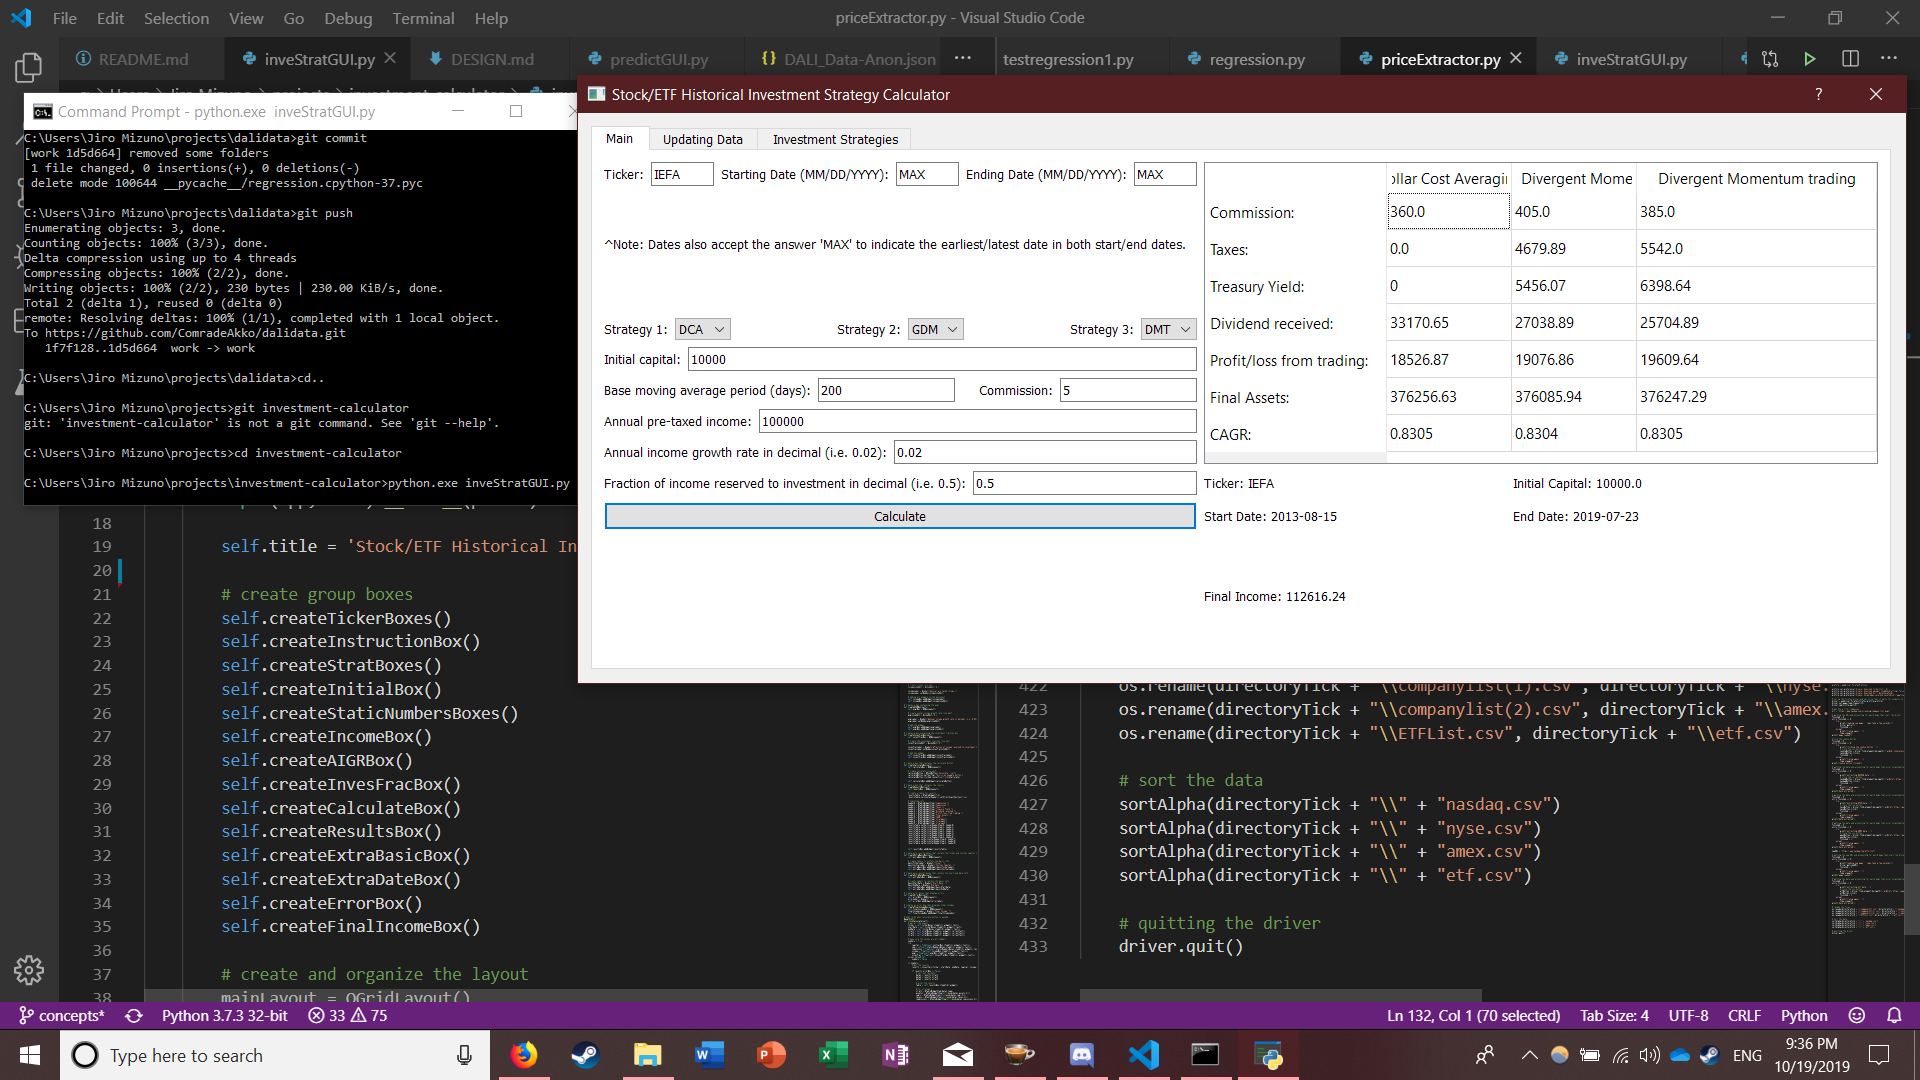 File Edit Selection View Go Debug Terminal Help
priceExtractor.py - Visual Studio Code
README.md inveStratGUI.py DESIGN.md predictGUI.py DALI_Data-Anon.json ...
testregression1.py regression.py priceExtractor.py inveStratGUI.py
Command Prompt - python.exe inveStratGUI.py
C:\Users\Jiro Mizuno\projects\dalidata>git commit
[work 1d5d664] removed some folders
1 file changed, 0 insertions(+), 0 deletions(-)
delete mode 100644 __pycache__/regression.cpython-37.pyc
C:\Users\Jiro Mizuno\projects\dalidata>git push
Enumerating objects: 3, done.
Counting objects: 100% (3/3), done.
Delta compression using up to 4 threads
Compressing objects: 100% (2/2), done.
Writing objects: 100% (2/2), 230 bytes | 230.00 KiB/s, done.
Total 2 (delta 1), reused 0 (delta 0)
remote: Resolving deltas: 100% (1/1), completed with 1 local object.
To https://github.com/ComradeAkko/dalidata.git
1f7f128..1d5d664 work -> work
C:\Users\Jiro Mizuno\projects\dalidata>cd..
C:\Users\Jiro Mizuno\projects>git investment-calculator
git: 'investment-calculator' is not a git command. See 'git --help'.
C:\Users\Jiro Mizuno\projects>cd investment-calculator
C:\Users\Jiro Mizuno\projects\investment-calculator>python.exe inveStratGUI.py
Stock/ETF Historical Investment Strategy Calculator
Main Updating Data Investment Strategies
Ticker: IEFA Starting Date (MM/DD/YYYY): MAX Ending Date (MM/DD/YYYY): MAX
^Note: Dates also accept the answer 'MAX' to indicate the earliest/latest date in both start/end dates.
Strategy 1: DCA Strategy 2: GDM Strategy 3: DMT
Initial capital: 10000
Base moving average period (days): 200 Commission: 5
Annual pre-taxed income: 100000
Annual income growth rate in decimal (i.e. 0.02): 0.02
Fraction of income reserved to investment in decimal (i.e. 0.5): 0.5
Calculate
ollar Cost Averagi Divergent Mome Divergent Momentum trading
Commission: 360.0 405.0 385.0
Taxes: 0.0 4679.89 5542.0
Treasury Yield: 0 5456.07 6398.64
Dividend received: 33170.65 27038.89 25704.89
Profit/loss from trading: 18526.87 19076.86 19609.64
Final Assets: 376256.63 376085.94 376247.29
CAGR: 0.8305 0.8304 0.8305
Ticker: IEFA Initial Capital: 10000.0
Start Date: 2013-08-15 End Date: 2019-07-23
Final Income: 112616.24
18
19 self.title = 'Stock/ETF Historical In
20
21 # create group boxes
22 self.createTickerBoxes()
23 self.createInstructionBox()
24 self.createStratBoxes()
25 self.createInitialBox()
26 self.createStaticNumbersBoxes()
27 self.createIncomeBox()
28 self.createAIGRBox()
29 self.createInvesFracBox()
30 self.createCalculateBox()
31 self.createResultsBox()
32 self.createExtraBasicBox()
33 self.createExtraDateBox()
34 self.createErrorBox()
35 self.createFinalIncomeBox()
36
37 # create and organize the layout
38 mainLayout = QGridLayout()
422 os.rename(directoryTick + "\\companylist(1).csv", directoryTick + "\\nyse.
423 os.rename(directoryTick + "\\companylist(2).csv", directoryTick + "\\amex.
424 os.rename(directoryTick + "\\ETFList.csv", directoryTick + "\\etf.csv")
425
426 # sort the data
427 sortAlpha(directoryTick + "\\" + "nasdaq.csv")
428 sortAlpha(directoryTick + "\\" + "nyse.csv")
429 sortAlpha(directoryTick + "\\" + "amex.csv")
430 sortAlpha(directoryTick + "\\" + "etf.csv")
431
432 # quitting the driver
433 driver.quit()
concepts* Python 3.7.3 32-bit 33 75
Ln 132, Col 1 (70 selected) Tab Size: 4 UTF-8 CRLF Python
Type here to search
ENG 9:36 PM
10/19/2019